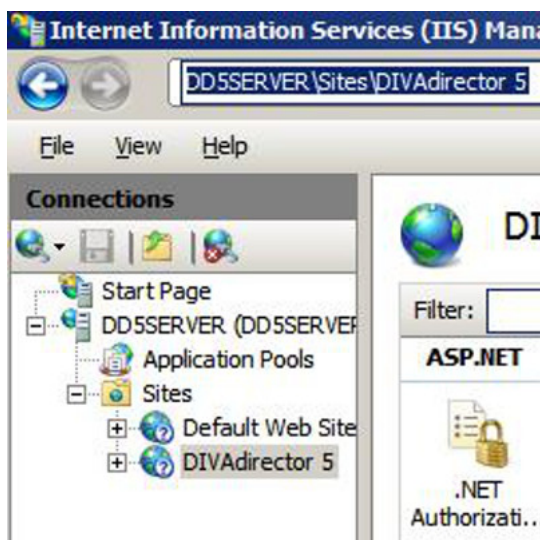 Internet Information Services (IIS) Mana
DD5SERVER\Sites\DIVAdirector 5
File View Help
Connections
Start Page
DD5SERVER (DD5SERVER
Application Pools
Sites
Default Web Site
DIVAdirector 5
DI
Filter:
ASP.NET
.NET
Authorizati...